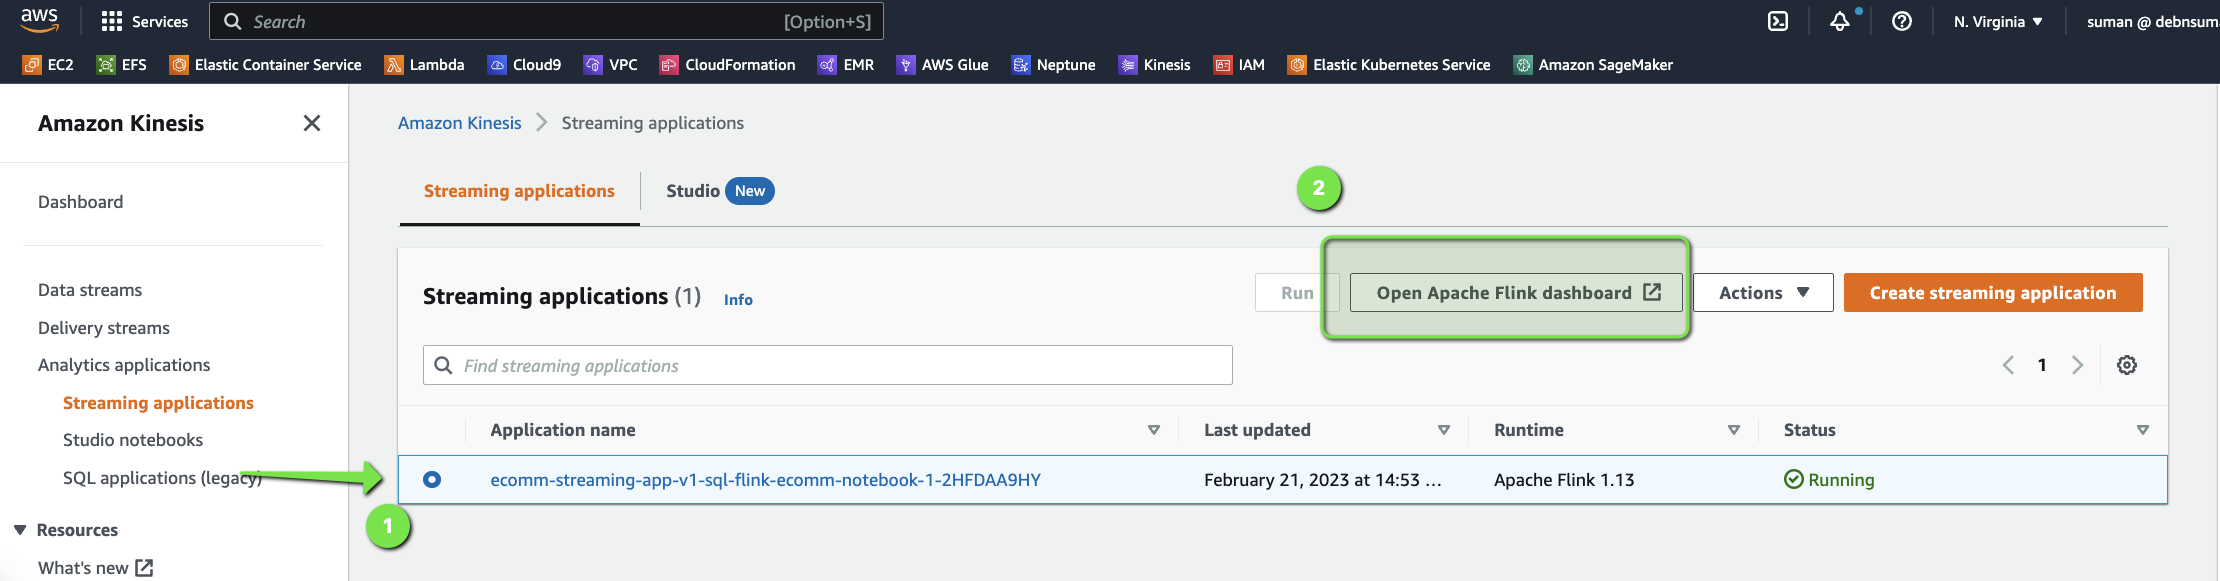 aws Services Search [Option+S] N. Virginia ▼ suman @ debnsum
EC2 EFS Elastic Container Service Lambda Cloud9 VPC CloudFormation EMR AWS Glue Neptune Kinesis IAM Elastic Kubernetes Service Amazon SageMaker
Amazon Kinesis
Dashboard
Data streams
Delivery streams
Analytics applications
Streaming applications
Studio notebooks
SQL applications (legacy)
Resources
What's new
Amazon Kinesis > Streaming applications
Streaming applications Studio New
2
Streaming applications (1) Info Run Open Apache Flink dashboard Actions ▼ Create streaming application
Find streaming applications 1
Application name Last updated Runtime Status
ecomm-streaming-app-v1-sql-flink-ecomm-notebook-1-2HFDAA9HY February 21, 2023 at 14:53 ... Apache Flink 1.13 Running
1